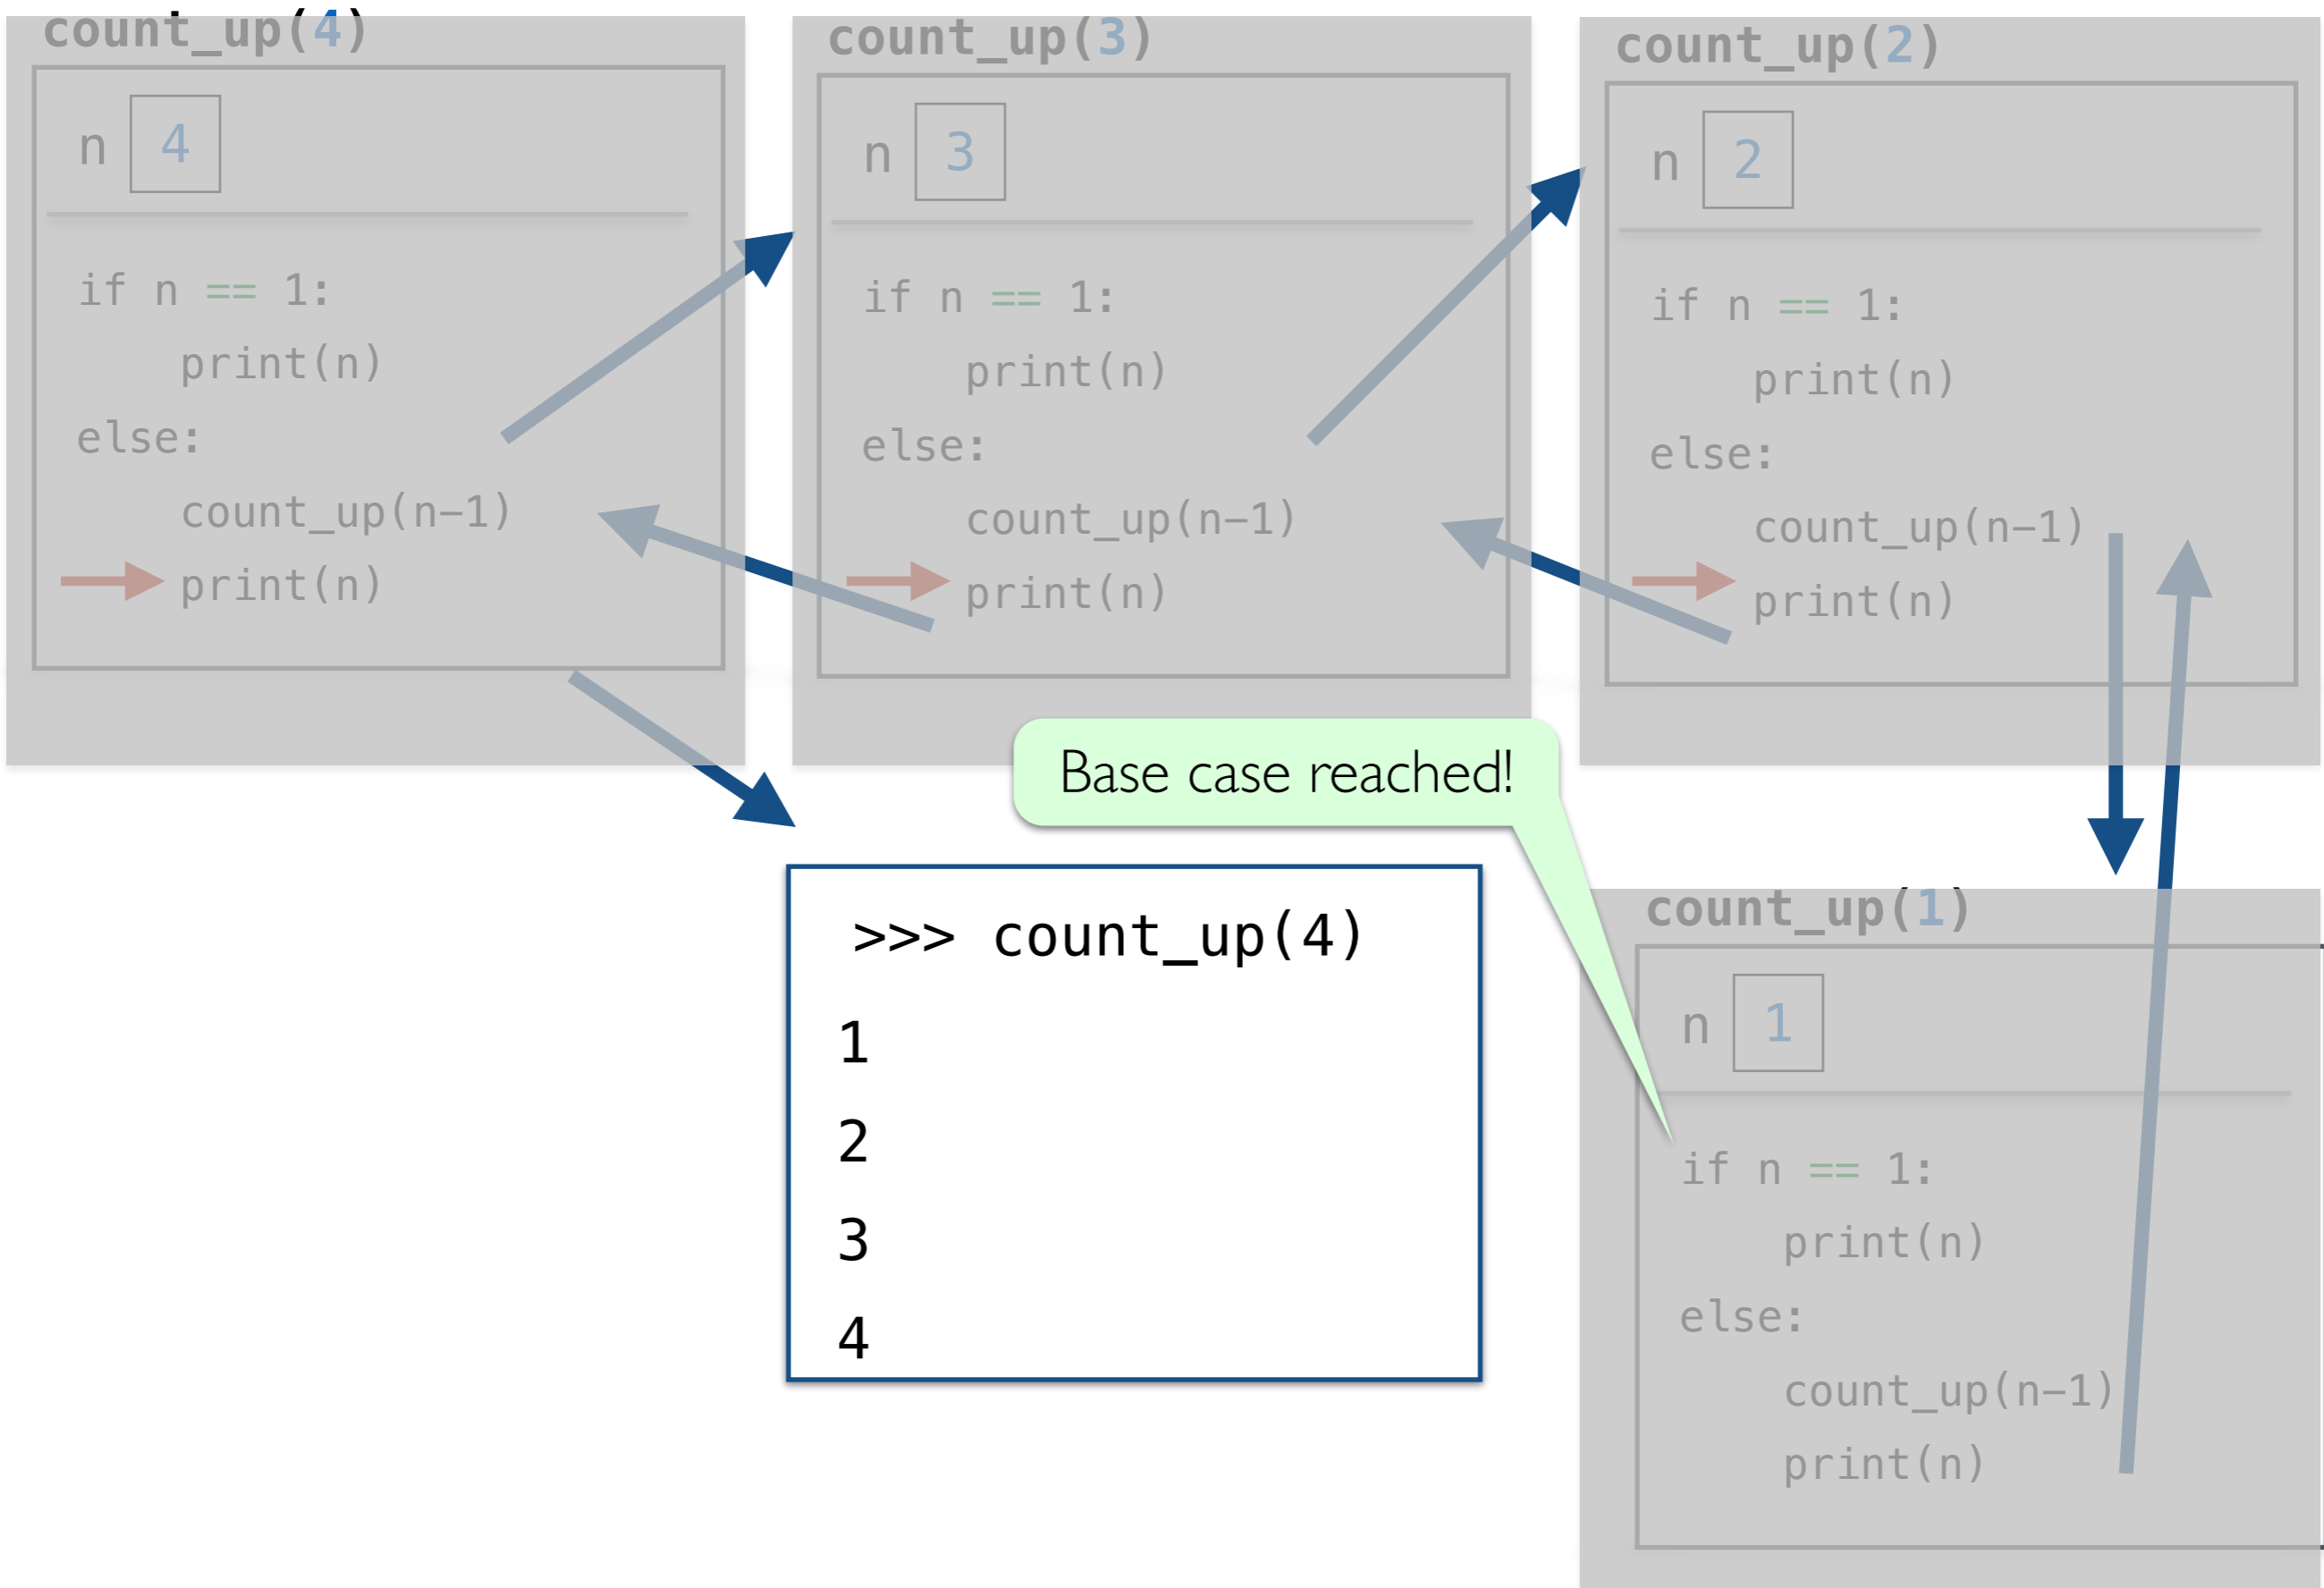 count_up(4)
n 4
if n == 1:
print(n)
else:
count_up(n−1)
print(n)
count_up(3)
n 3
if n == 1:
print(n)
else:
count_up(n−1)
print(n)
count_up(2)
n 2
if n == 1:
print(n)
else:
count_up(n−1)
print(n)
Base case reached!
>>> count_up(4)
1
2
3
4
count_up(1)
n 1
if n == 1:
print(n)
else:
count_up(n−1)
print(n)